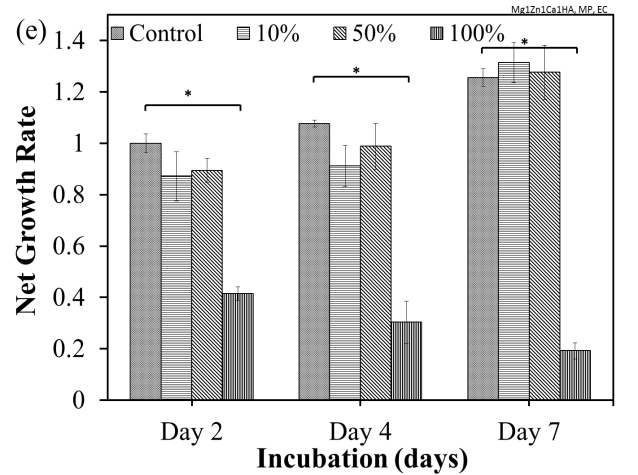 Mg1Zn1Ca1HA, MP, EC
(e)
Control 10% 50% 100%
1.4
1.2
1
0.8
0.6
0.4
0.2
0
Net Growth Rate
* * *
Day 2 Day 4 Day 7
Incubation (days)